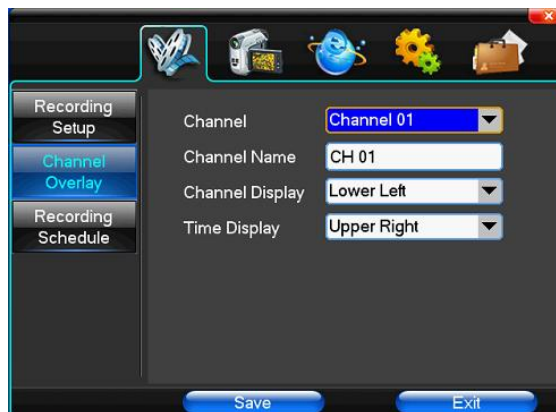 Recording
Setup
Channel
Overlay
Recording
Schedule
Channel
Channel 01
Channel Name
CH 01
Channel Display
Lower Left
Time Display
Upper Right
Save
Exit